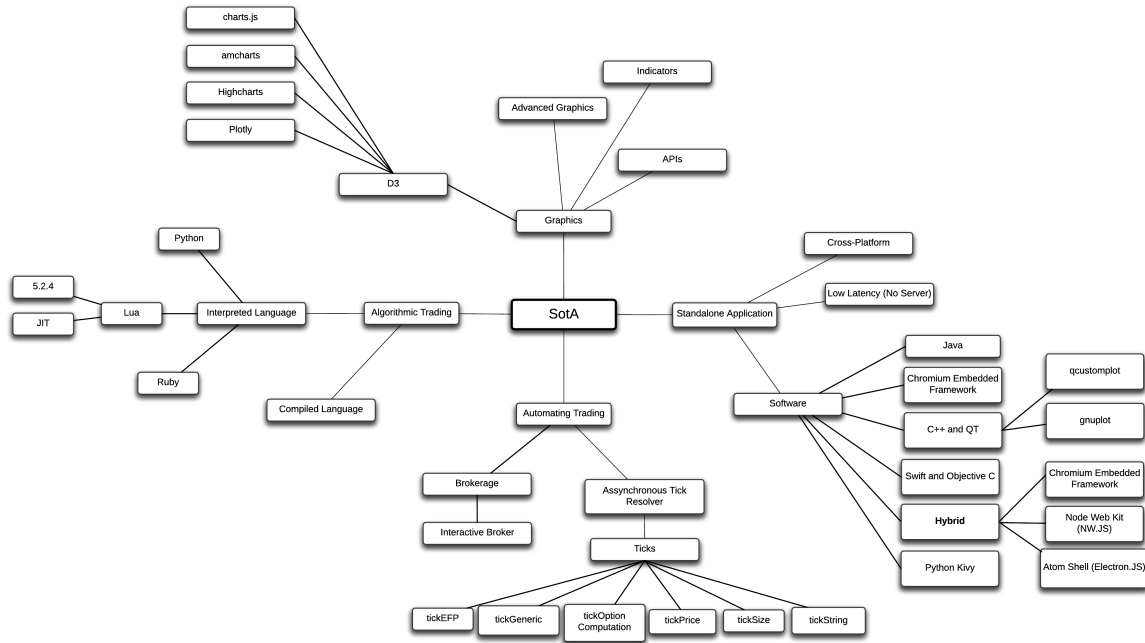 charts.js
amcharts
Highcharts
Plotly
D3
Indicators
Advanced Graphics
APIs
Graphics
Python
5.2.4
JIT
Lua
Interpreted Language
Algorithmic Trading
Ruby
Compiled Language
SotA
Cross-Platform
Low Latency (No Server)
Standalone Application
Software
Java
Chromium Embedded
Framework
C++ and QT
qcustomplot
gnuplot
Swift and Objective C
Hybrid
Chromium Embedded
Framework
Node Web Kit
(NW.JS)
Atom Shell (Electron.JS)
Python Kivy
Automating Trading
Brokerage
Interactive Broker
Assynchronous Tick
Resolver
Ticks
tickEFP
tickGeneric
tickOption
Computation
tickPrice
tickSize
tickString